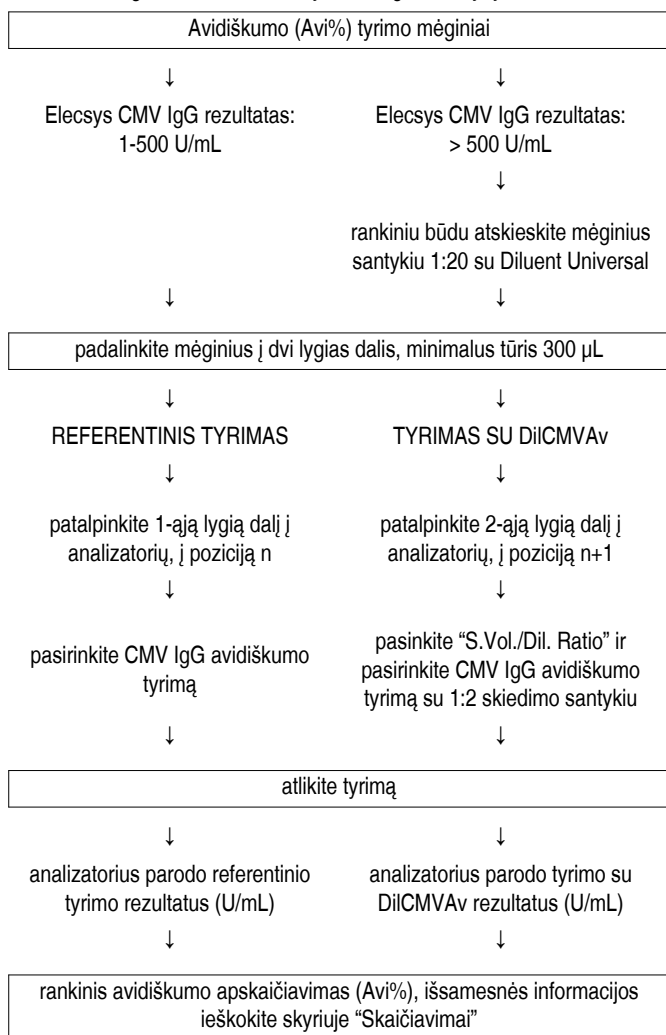 Avidiškumo (Avi%) tyrimo mėginiai
↓ ↓
Elecsys CMV IgG rezultatas: Elecsys CMV IgG rezultatas:
1-500 U/mL > 500 U/mL
↓
rankiniu būdu atskieskite mėginius
santykiu 1:20 su Diluent Universal
↓ ↓
padalinkite mėginius į dvi lygias dalis, minimalus tūris 300 µL
↓ ↓
REFERENTINIS TYRIMAS TYRIMAS SU DilCMVAv
↓ ↓
patalpinkite 1-ąją lygią dalį į patalpinkite 2-ąją lygią dalį į
analizatorių, į poziciją n analizatorių, į poziciją n+1
↓ ↓
pasirinkite CMV IgG avidiškumo
tyrimą
pasinkite “S.Vol./Dil. Ratio” ir
pasirinkite CMV IgG avidiškumo
tyrimą su 1:2 skiedimo santykiu
↓ ↓
atlikite tyrimą
↓ ↓
analizatorius parodo referentinio analizatorius parodo tyrimo su
tyrimo rezultatus (U/mL) DilCMVAv rezultatus (U/mL)
↓ ↓
rankinis avidiškumo apskaičiavimas (Avi%), išsamesnės informacijos
ieškokite skyriuje “Skaičiavimai”